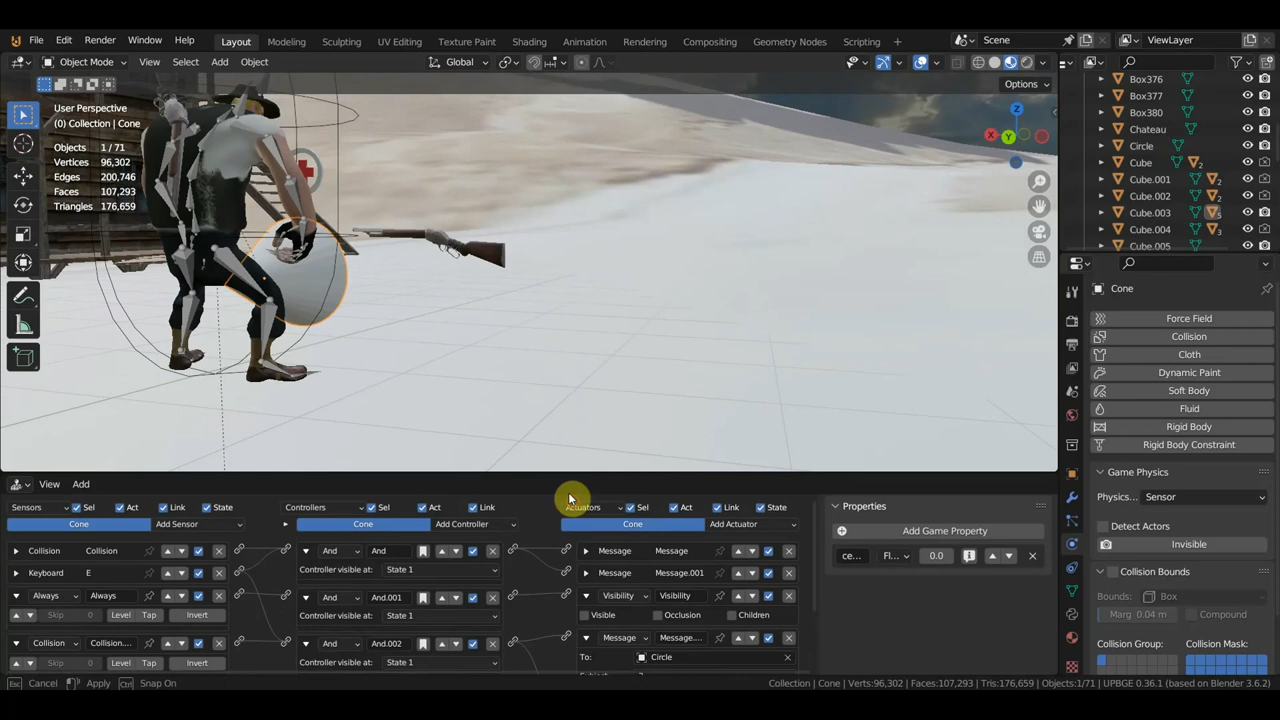 File Edit Render Window Help Layout Modeling Sculpting UV Editing Texture Paint Shading Animation Rendering Compositing Geometry Nodes Scripting + Scene ViewLayer
Object Mode View Select Add Object Global
Options
User Perspective
(0) Collection | Cone
Objects 1/71
Vertices 96,302
Edges 200,746
Faces 107,293
Triangles 176,659
Z
X
Y
Box376
Box377
Box380
Chateau
Circle
Cube 2
Cube.001 2
Cube.002 2
Cube.003 5
Cube.004 3
Cube.005
Cone
Force Field
Collision
Cloth
Dynamic Paint
Soft Body
Fluid
Rigid Body
Rigid Body Constraint
Game Physics
Physics... Sensor
Detect Actors
Invisible
Collision Bounds
Bounds: Box
Marg 0.04 m Compound
Collision Group: Collision Mask:
View Add
Sensors Sel Act Link State Controllers Sel Act Link Actuators Sel Act Link State Properties
Cone Add Sensor Cone Add Controller Cone Add Actuator Add Game Property
Collision Collision And And Message Message ce... Fl... 0.0
Keyboard E Controller visible at: State 1 Message Message.001
Always Always And And.001 Visibility Visibility
Skip 0 Level Tap Invert Controller visible at: State 1 Visible Occlusion Children
Collision Collision.... And And.002 Message Message....
Skip 0 Level Tap Invert Controller visible at: State 1 To: Circle
Esc Cancel Apply Ctrl Snap On Collection | Cone | Verts:96,302 | Faces:107,293 | Tris:176,659 | Objects:1/71 | UPBGE 0.36.1 (based on Blender 3.6.2)